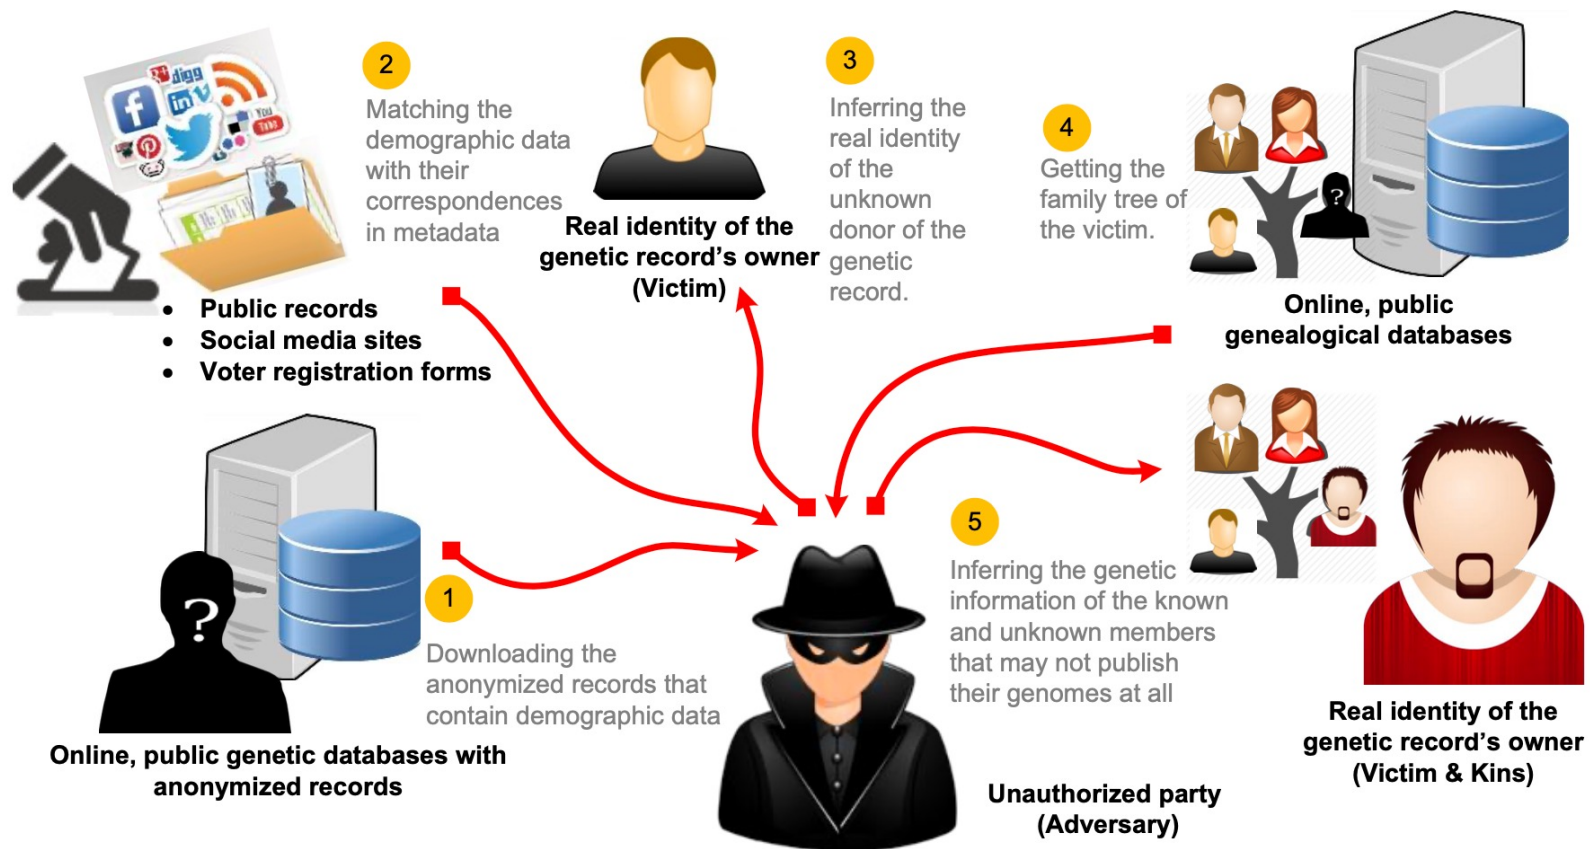 2
Matching the
demographic data
with their
correspondences
in metadata
digg
f
in
You
Tube
• Public records
• Social media sites
• Voter registration forms
Real identity of the
genetic record's owner
(Victim)
3
Inferring the
real identity
of the
unknown
donor of the
genetic
record.
4
Getting the
family tree of
the victim.
?
Online, public
genealogical databases
?
1
Downloading the
anonymized records that
contain demographic data
Online, public genetic databases with
anonymized records
5
Inferring the genetic
information of the known
and unknown members
that may not publish
their genomes at all
Unauthorized party
(Adversary)
Real identity of the
genetic record's owner
(Victim & Kins)